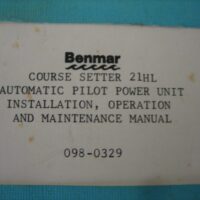 Benmar
COURSE SETTER 21HL
AUTOMATIC PILOT POWER UNIT
INSTALLATION, OPERATION
AND MAINTENANCE MANUAL
098-0329